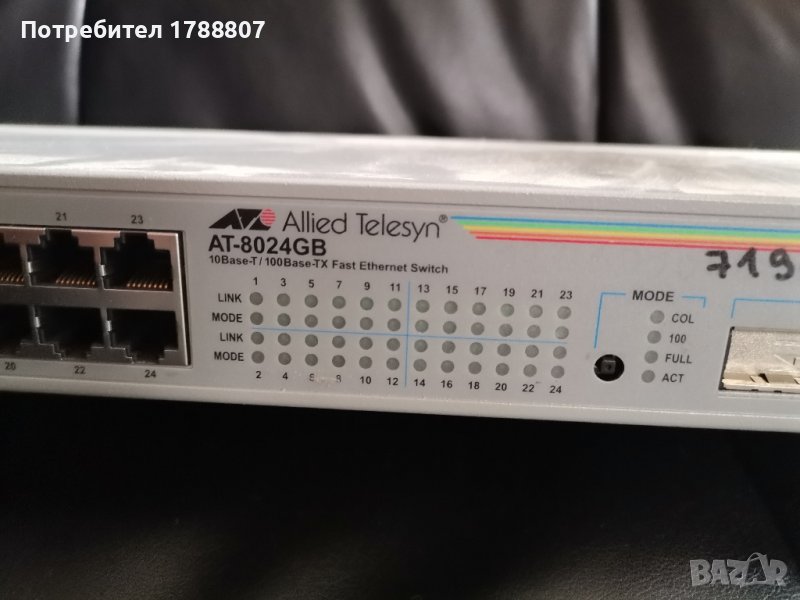 Потребител 1788807
21 23
Allied Telesyn®
AT-8024GB
10Base-T/100Base-TX Fast Ethernet Switch
719
1 3 5 7 9 11 13 15 17 19 21 23
LINK
MODE
LINK
MODE
2 4 6 8 10 12 14 16 18 20 22 24
MODE
COL
100
FULL
ACT
20 22 24
BAZAR